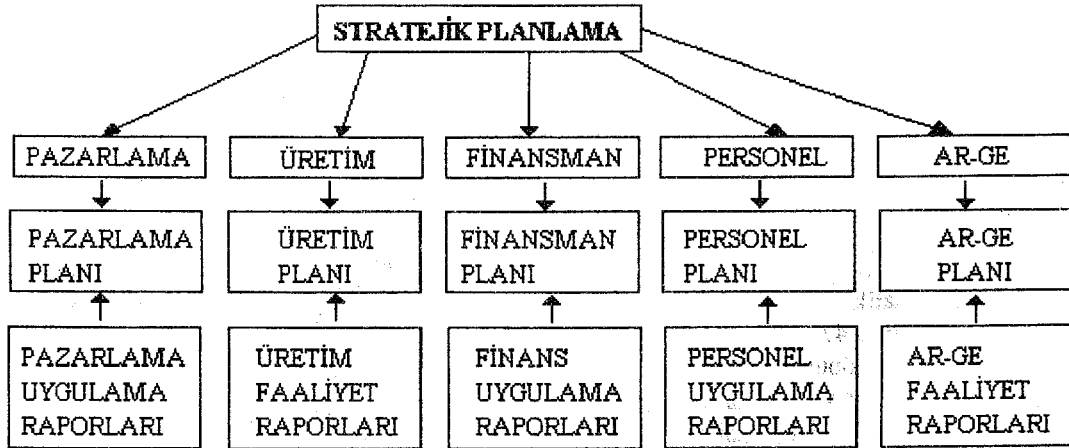 STRATEJİK PLANLAMA
PAZARLAMA
ÜRETİM
FİNANSMAN
PERSONEL
AR-GE
PAZARLAMA
PLANI
ÜRETİM
PLANI
FİNANSMAN
PLANI
PERSONEL
PLANI
AR-GE
PLANI
PAZARLAMA
UYGULAMA
RAPORLARI
ÜRETİM
FAALİYET
RAPORLARI
FİNANS
UYGULAMA
RAPORLARI
PERSONEL
UYGULAMA
RAPORLARI
AR-GE
FAALİYET
RAPORLARI